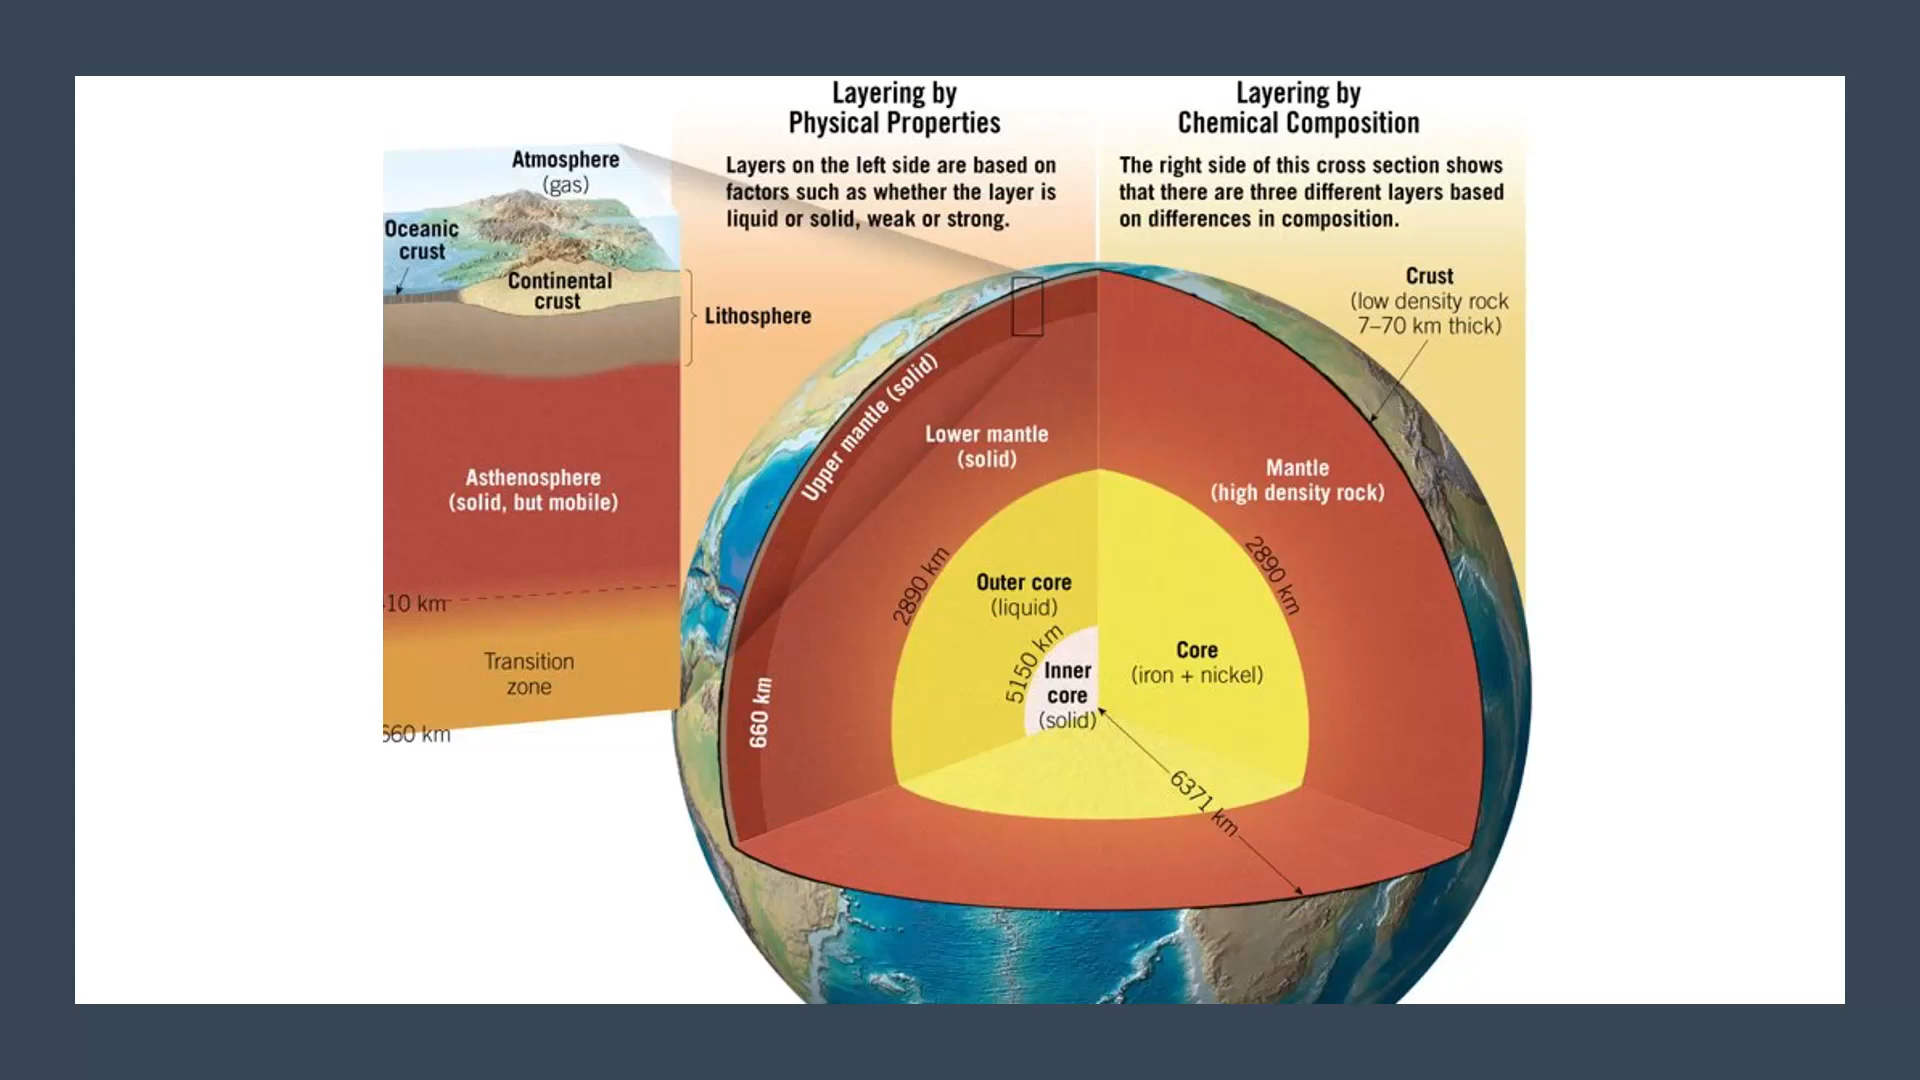 Layering by
Physical Properties
Layers on the left side are based on
factors such as whether the layer is
liquid or solid, weak or strong.
Layering by
Chemical Composition
The right side of this cross section shows
that there are three different layers based
on differences in composition.
Atmosphere
(gas)
Oceanic
crust
Continental
crust
Lithosphere
Asthenosphere
(solid, but mobile)
10 km
Transition
zone
60 km
Upper mantle (solid)
Lower mantle
(solid)
660 km
2890 km
Outer core
(liquid)
5150 km
Inner
core
(solid)
Crust
(low density rock
7–70 km thick)
Mantle
(high density rock)
2890 km
Core
(iron + nickel)
6371 km